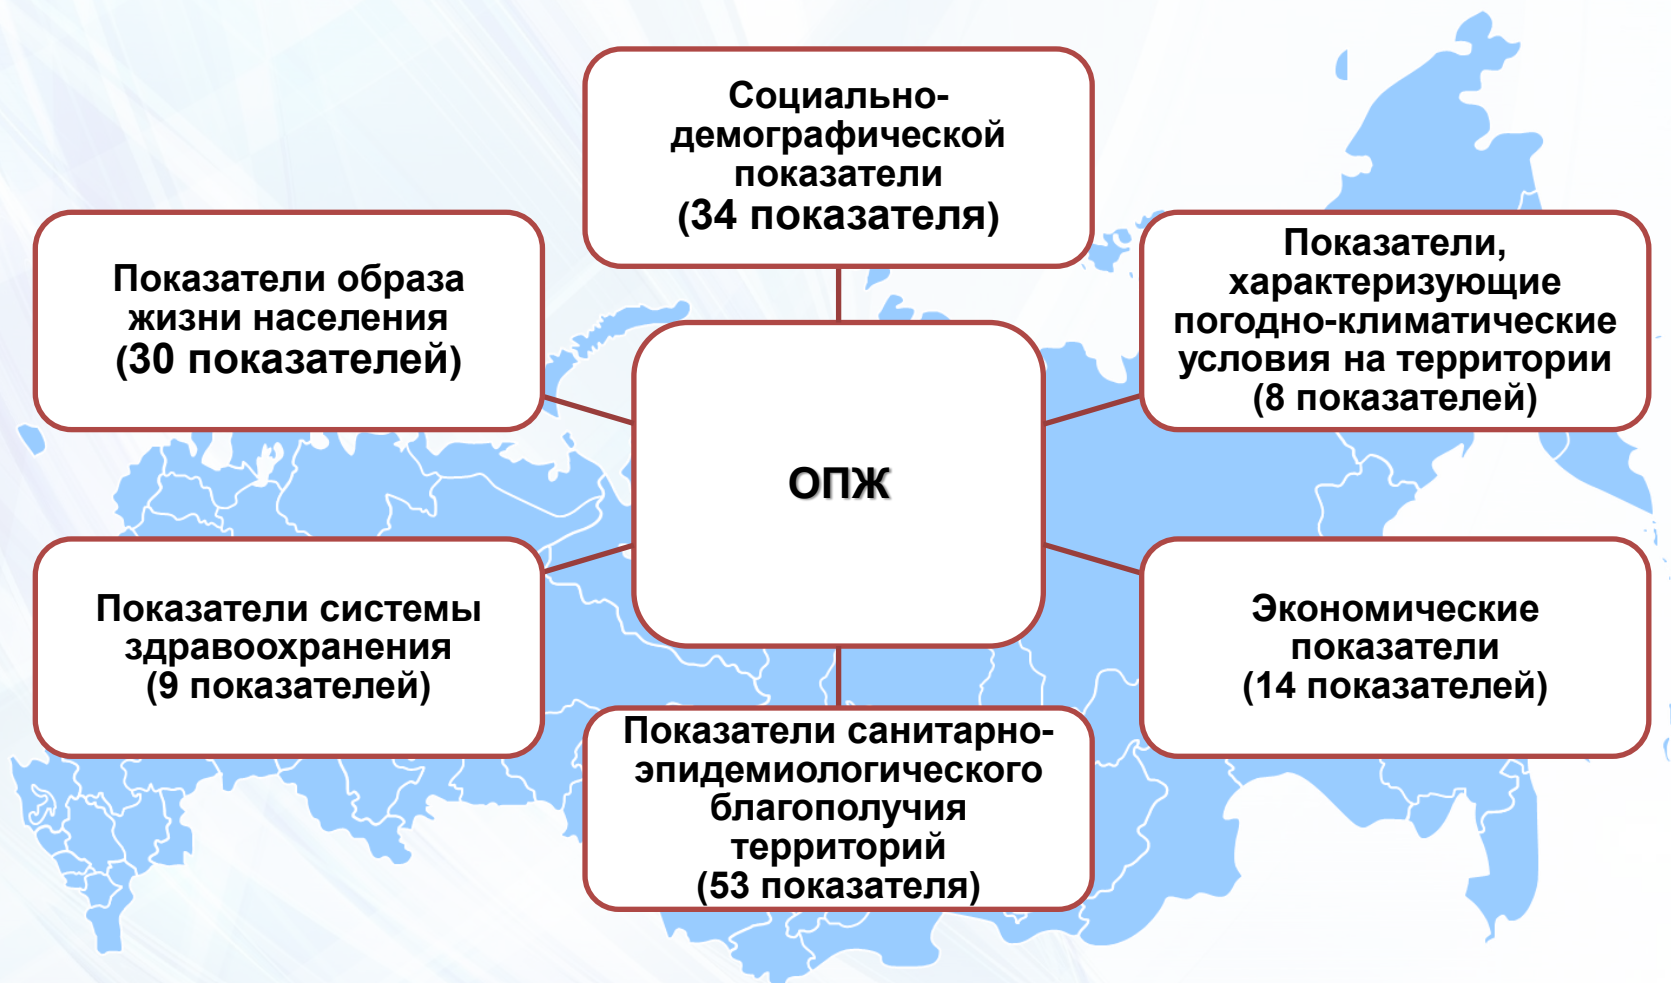 Социально-
демографической
показатели
(34 показателя)
Показатели образа
жизни населения
(30 показателей)
Показатели,
характеризующие
погодно-климатические
условия на территории
(8 показателей)
ОПЖ
Показатели системы
здравоохранения
(9 показателей)
Экономические
показатели
(14 показателей)
Показатели санитарно-
эпидемиологического
благополучия
территорий
(53 показателя)